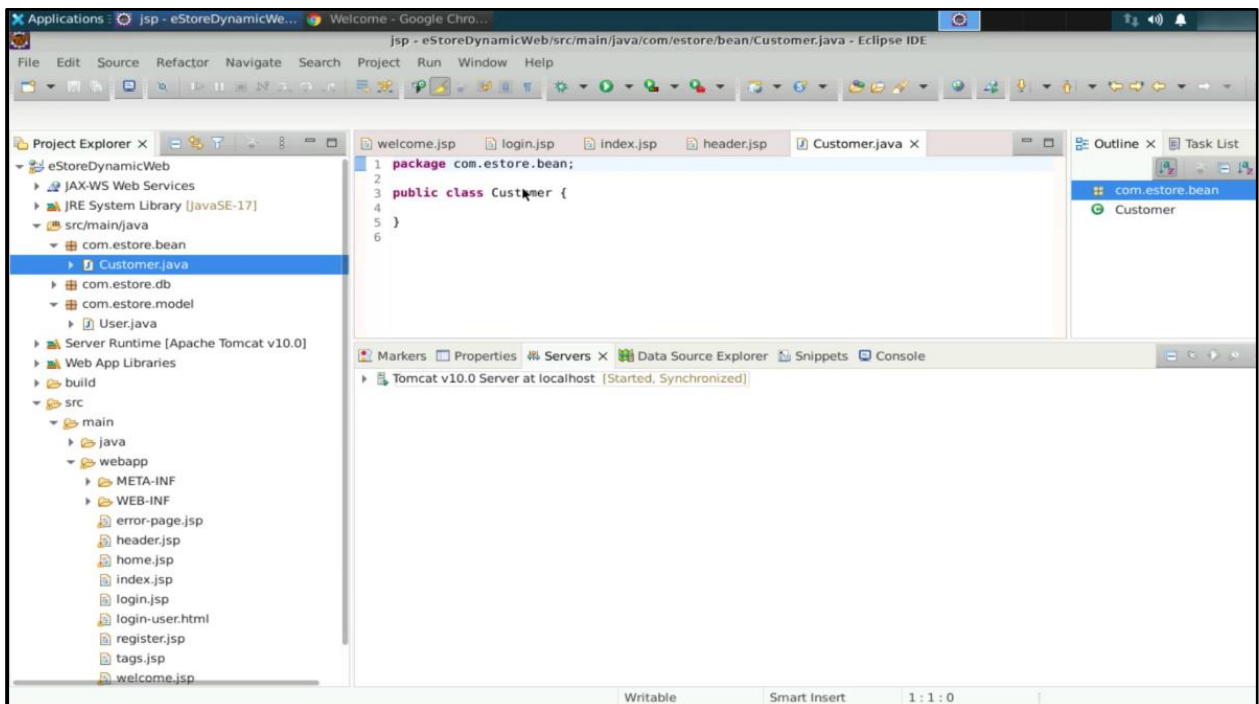 Applications jsp - eStoreDynamicWe... Welcome - Google Chro...
jsp - eStoreDynamicWeb/src/main/java/com/estore/bean/Customer.java - Eclipse IDE
File Edit Source Refactor Navigate Search Project Run Window Help
Project Explorer
eStoreDynamicWeb
JAX-WS Web Services
JRE System Library [JavaSE-17]
src/main/java
com.estore.bean
Customer.java
com.estore.db
com.estore.model
User.java
Server Runtime [Apache Tomcat v10.0]
Web App Libraries
build
src
main
java
webapp
META-INF
WEB-INF
error-page.jsp
header.jsp
home.jsp
index.jsp
login.jsp
login-user.html
register.jsp
tags.jsp
welcome.jsp
welcome.jsp login.jsp index.jsp header.jsp Customer.java
1 package com.estore.bean;
2
3 public class Customer {
4
5 }
6
Markers Properties Servers Data Source Explorer Snippets Console
Tomcat v10.0 Server at localhost [Started, Synchronized]
Outline Task List
com.estore.bean
Customer
Writable Smart Insert 1 : 1 : 0